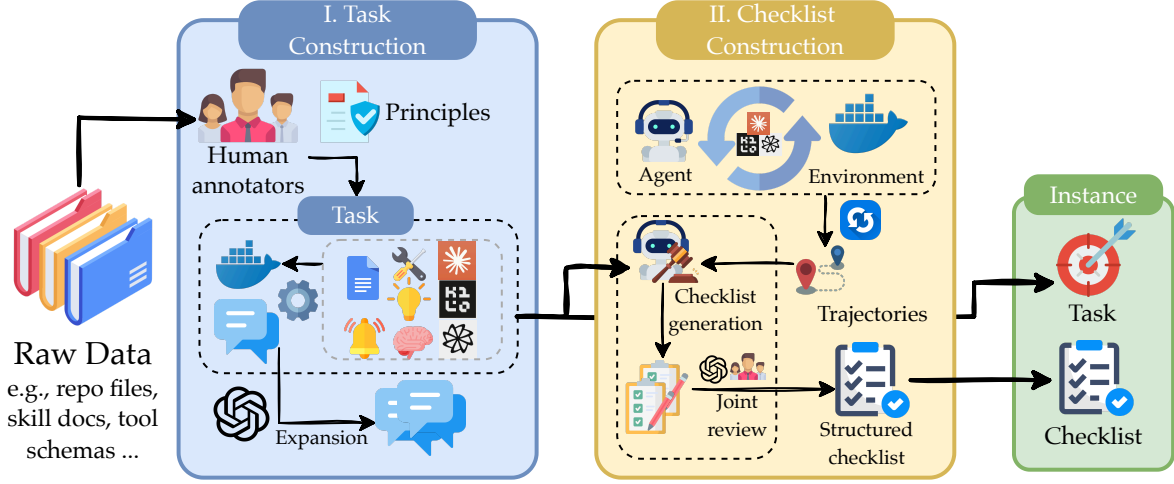 I. Task
Construction
Principles
Human
annotators
Task
Expansion
Raw Data
e.g., repo files,
skill docs, tool
schemas ...
II. Checklist
Construction
Agent
Environment
Checklist
generation
Trajectories
Joint
review
Structured
checklist
Instance
Task
Checklist